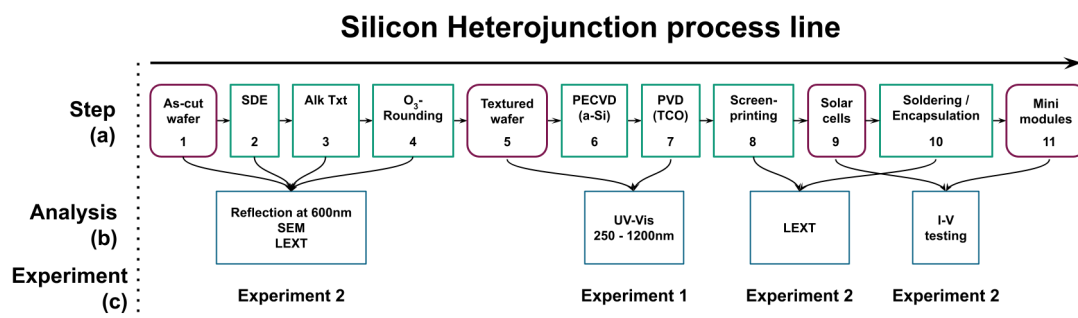 Silicon Heterojunction process line
Step
(a)
As-cut
wafer
1
SDE
2
Alk Txt
3
O₃-
Rounding
4
Textured
wafer
5
PECVD
(a-Si)
6
PVD
(TCO)
7
Screen-
printing
8
Solar
cells
9
Soldering /
Encapsulation
10
Mini
modules
11
Analysis
(b)
Reflection at 600nm
SEM
LEXT
UV-Vis
250 - 1200nm
LEXT
I-V
testing
Experiment
(c)
Experiment 2
Experiment 1
Experiment 2
Experiment 2